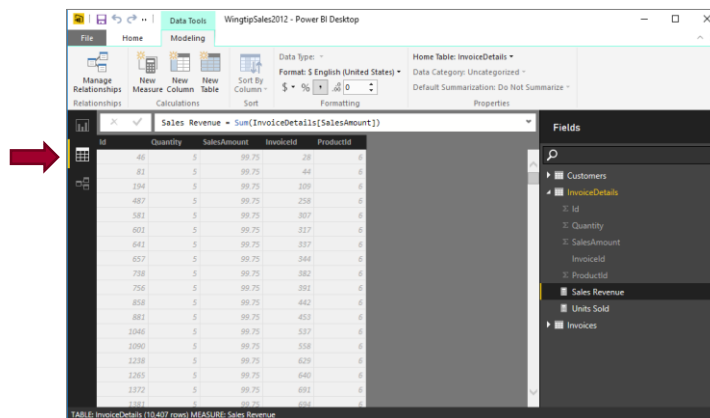 Data Tools WingtipSales2012 - Power BI Desktop
File Home Modeling
Manage Relationships
New Measure
New Column
New Table
Sort By Column
Data Type:
Format: $ English (United States)
$ % , .00 0
Home Table: InvoiceDetails
Data Category: Uncategorized
Default Summarization: Do Not Summarize
Relationships Calculations Sort Formatting Properties
Sales Revenue = Sum(InvoiceDetails[SalesAmount])
Id Quantity SalesAmount InvoiceId ProductId
46 5 99.75 28 6
81 5 99.75 44 6
194 5 99.75 109 6
487 5 99.75 258 6
581 5 99.75 307 6
601 5 99.75 317 6
641 5 99.75 337 6
657 5 99.75 344 6
738 5 99.75 382 6
756 5 99.75 391 6
858 5 99.75 442 6
881 5 99.75 453 6
1046 5 99.75 537 6
1090 5 99.75 558 6
1238 5 99.75 629 6
1265 5 99.75 640 6
1372 5 99.75 691 6
1381 5 99.75 694 6
Fields
Customers
InvoiceDetails
Σ Id
Σ Quantity
Σ SalesAmount
InvoiceId
Σ ProductId
Sales Revenue
Units Sold
Invoices
TABLE: InvoiceDetails (10,407 rows) MEASURE: Sales Revenue